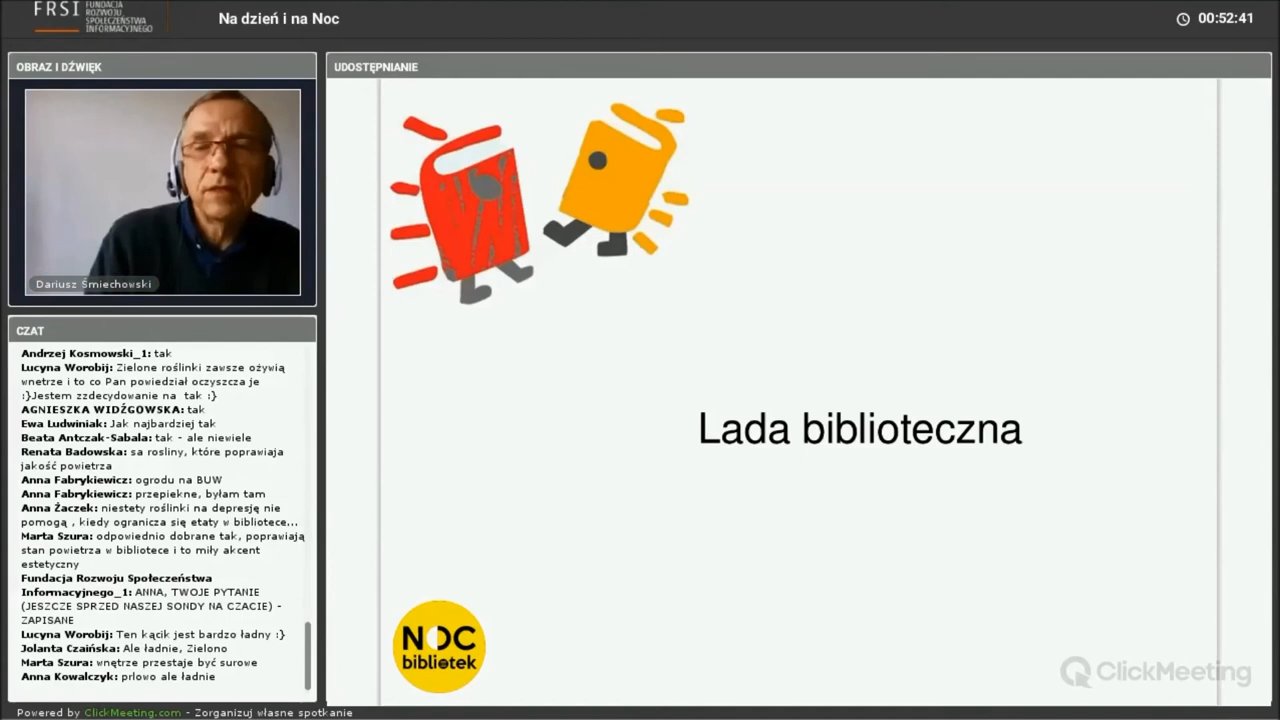 FRSI FUNDACJA
ROZWOJU
SPOŁECZEŃSTWA
INFORMACYJNEGO
Na dzień i na Noc
00:52:41
OBRAZ I DŹWIĘK
Dariusz Śmiechowski
CZAT
Andrzej Kosmowski_1: tak
Lucyna Worobij: Zielone roślinki zawsze ożywią
wnetrze i to co Pan powiedział oczyszcza je
:}Jestem zzdecydowanie na tak :}
AGNIESZKA WIDŹGOWSKA: tak
Ewa Ludwiniak: Jak najbardziej tak
Beata Antczak-Sabala: tak - ale niewiele
Renata Badowska: sa rosliny, które poprawiaja
jakość powietrza
Anna Fabrykiewicz: ogrodu na BUW
Anna Fabrykiewicz: przepiekne, byłam tam
Anna Żaczek: niestety roślinki na depresję nie
pomogą , kiedy ogranicza się etaty w bibliotece...
Marta Szura: odpowiednio dobrane tak, poprawiają
stan powietrza w bibliotece i to miły akcent
estetyczny
Fundacja Rozwoju Społeczeństwa
Informacyjnego_1: ANNA, TWOJE PYTANIE
(JESZCZE SPRZED NASZEJ SONDY NA CZACIE) -
ZAPISANE
Lucyna Worobij: Ten kącik jest bardzo ładny :}
Jolanta Czaińska: Ale ładnie, Zielono
Marta Szura: wnętrze przestaje być surowe
Anna Kowalczyk: prlowo ale ładnie
UDOSTĘPNIANIE
Lada biblioteczna
NOC
bibliotek
ClickMeeting
Powered by ClickMeeting.com - Zorganizuj własne spotkanie